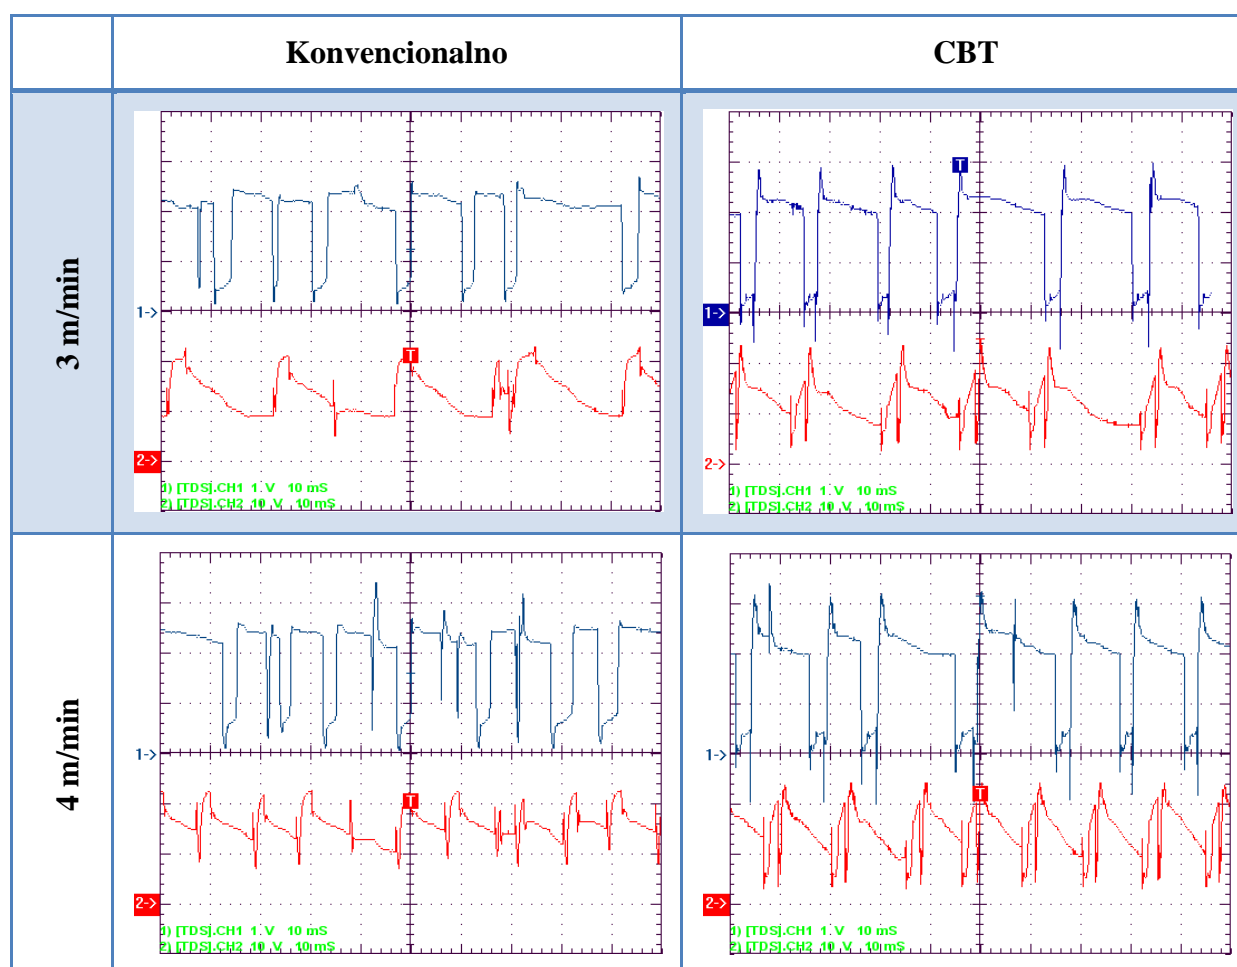 Konvencionalno CBT
3 m/min
T
T
1->
1->
T
2->
2->
1) [TDS].CH1 1. V 10 mS
2) [TDS].CH2 10 V 10 mS
1) [TDS].CH1 1. V 10 mS
2) [TDS].CH2 10 V 10 mS
4 m/min
1->
1->
T
T
2->
2->
1) [TDS].CH1 1. V 10 mS
2) [TDS].CH2 10 V 10 mS
1) [TDS].CH1 1. V 10 mS
2) [TDS].CH2 10 V 10 mS